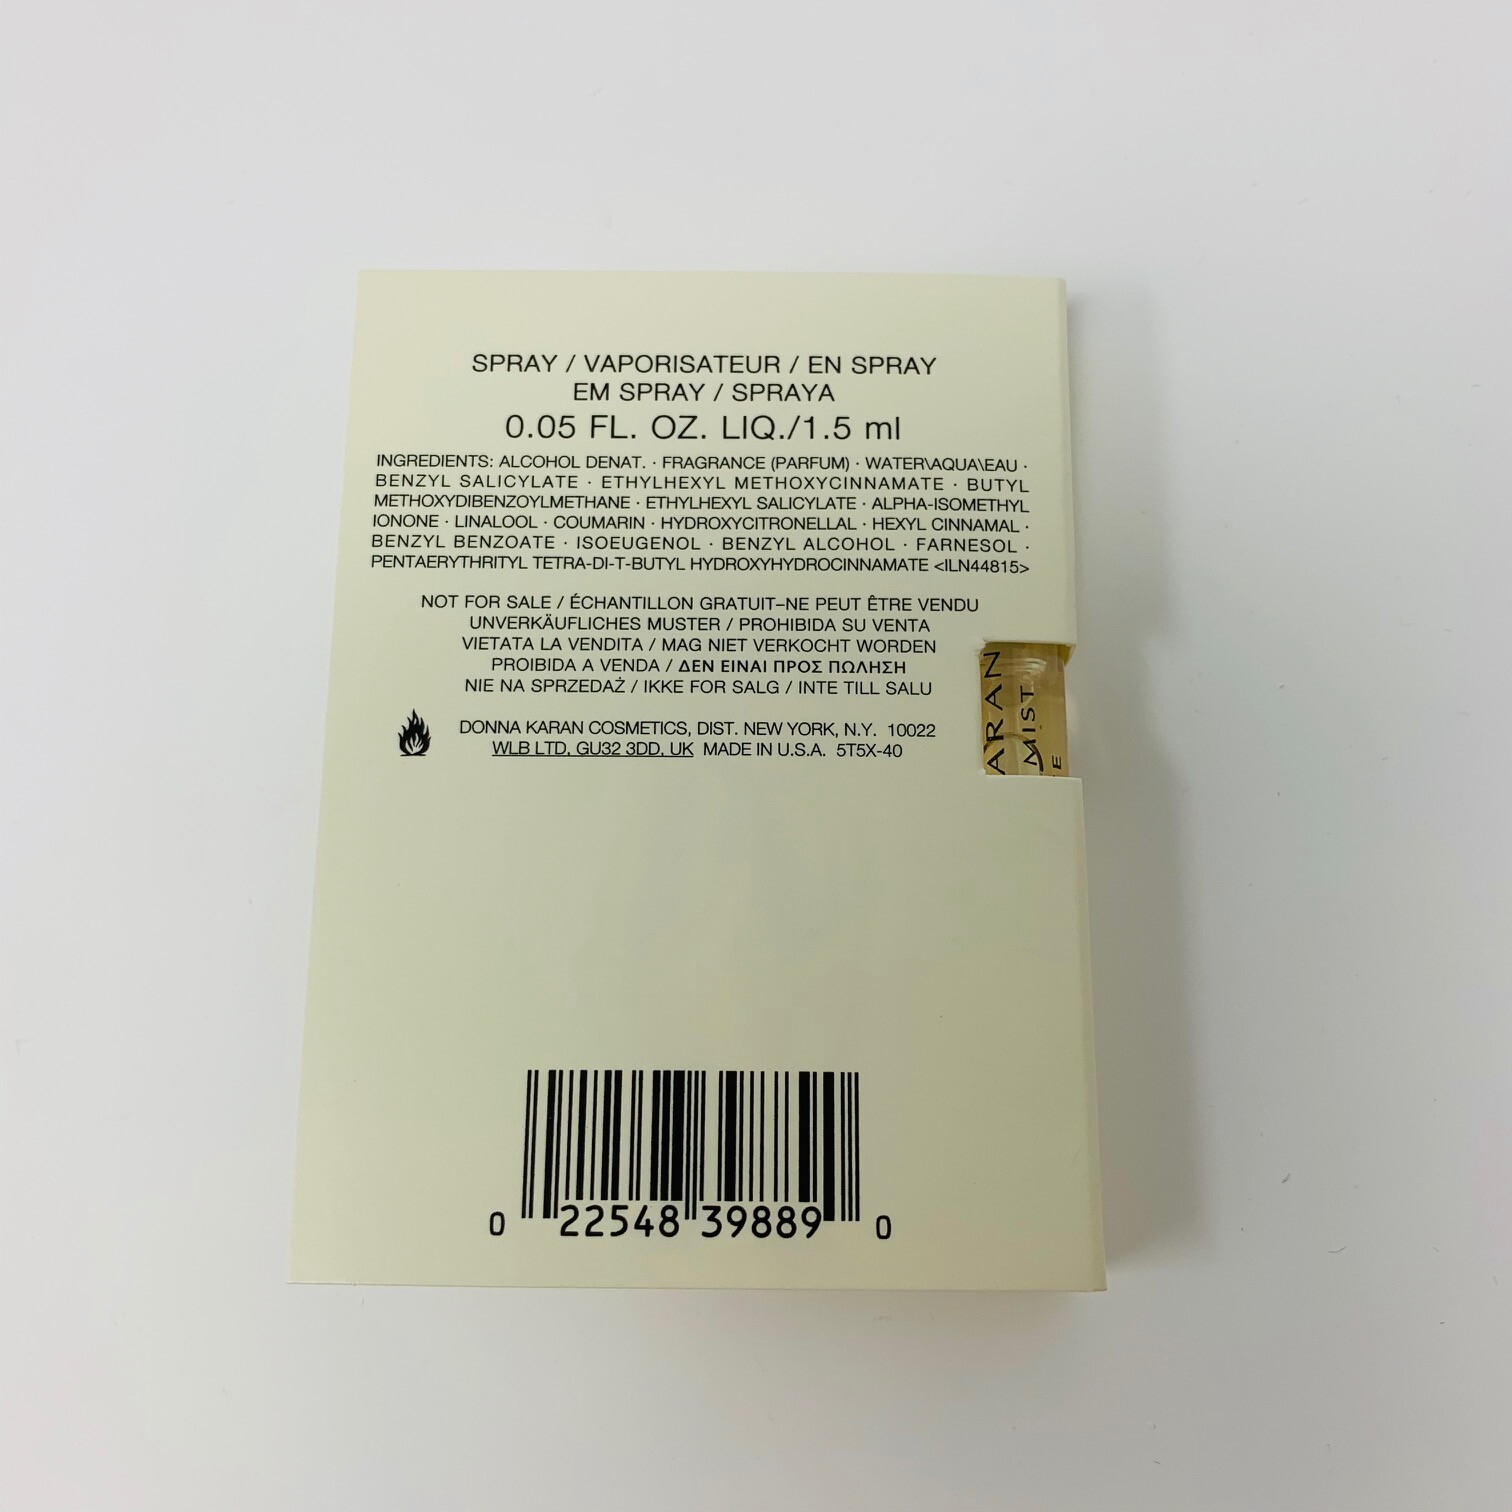 SPRAY / VAPORISATEUR / EN SPRAY
EM SPRAY / SPRAYA
0.05 FL. OZ. LIQ./1.5 ml
INGREDIENTS: ALCOHOL DENAT. · FRAGRANCE (PARFUM) · WATER\AQUA\EAU ·
BENZYL SALICYLATE · ETHYLHEXYL METHOXYCINNAMATE · BUTYL
METHOXYDIBENZOYLMETHANE · ETHYLHEXYL SALICYLATE · ALPHA-ISOMETHYL
IONONE · LINALOOL · COUMARIN · HYDROXYCITRONELLAL · HEXYL CINNAMAL ·
BENZYL BENZOATE · ISOEUGENOL · BENZYL ALCOHOL · FARNESOL ·
PENTAERYTHRITYL TETRA-DI-T-BUTYL HYDROXYHYDROCINNAMATE <ILN44815>
NOT FOR SALE / ÉCHANTILLON GRATUIT–NE PEUT ÊTRE VENDU
UNVERKÄUFLICHES MUSTER / PROHIBIDA SU VENTA
VIETATA LA VENDITA / MAG NIET VERKOCHT WORDEN
PROIBIDA A VENDA / ΔΕΝ ΕΙΝΑΙ ΠΡΟΣ ΠΩΛΗΣΗ
NIE NA SPRZEDAŻ / IKKE FOR SALG / INTE TILL SALU
DONNA KARAN COSMETICS, DIST. NEW YORK, N.Y. 10022
WLB LTD, GU32 3DD, UK MADE IN U.S.A. 5T5X-40
ARAN
MIST
E
0 22548 39889 0